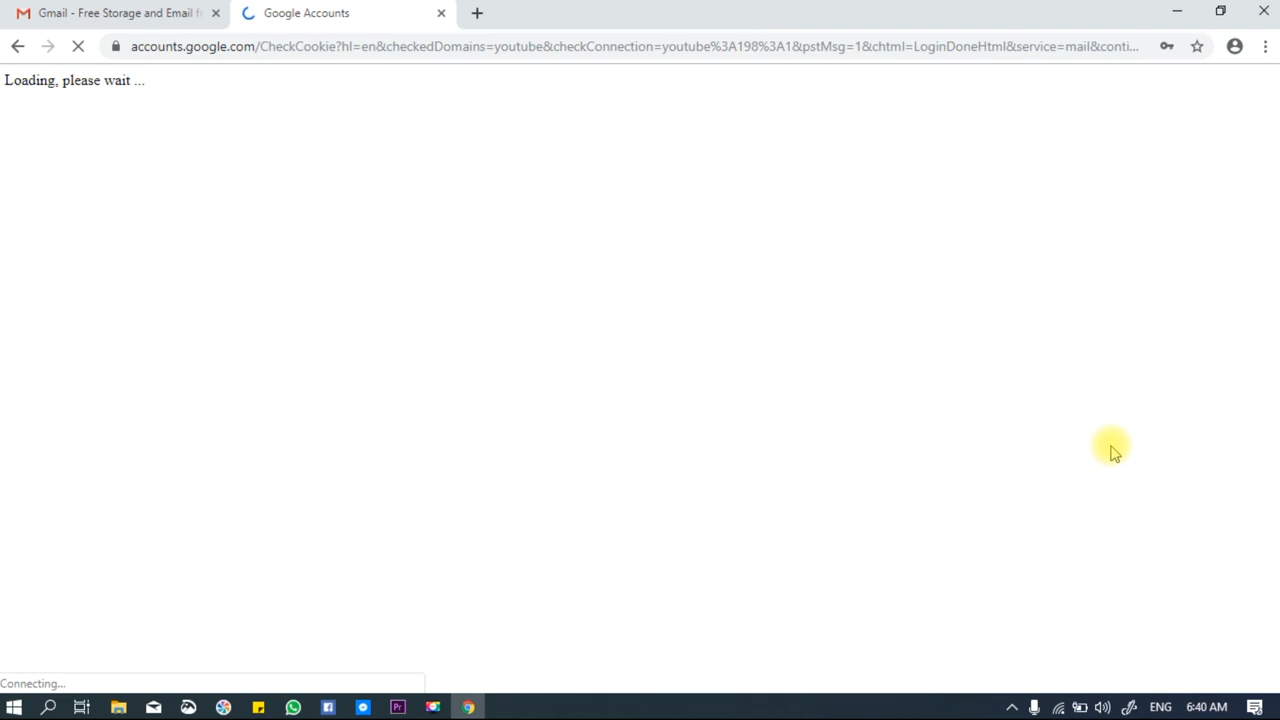 Gmail - Free Storage and Email f
Google Accounts
accounts.google.com/CheckCookie?hl=en&checkedDomains=youtube&checkConnection=youtube%3A198%3A1&pstMsg=1&chtml=LoginDoneHtml&service=mail&conti...
Loading, please wait ...
Connecting...
Pr
ENG
6:40 AM